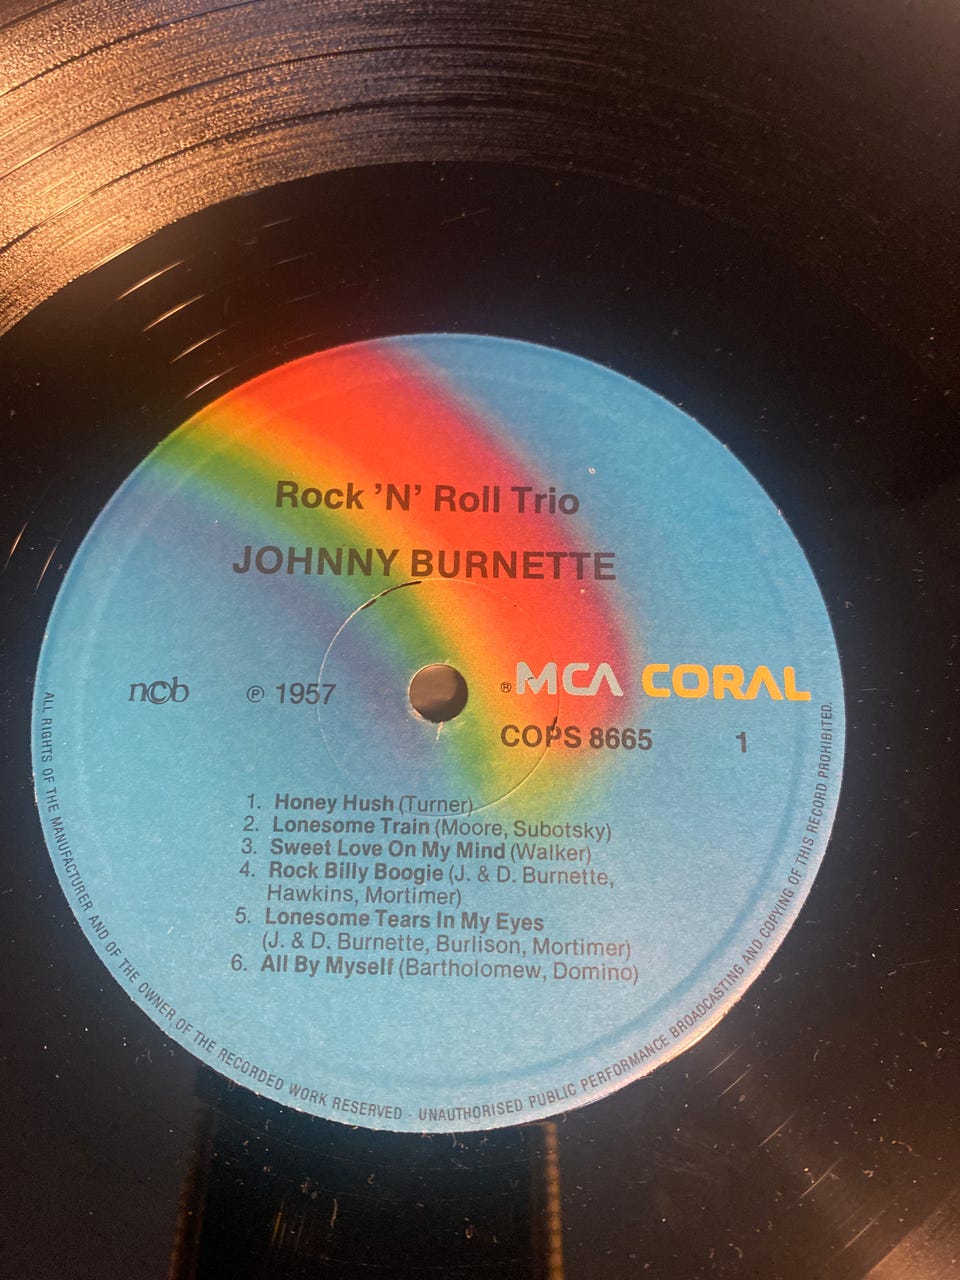 Rock 'N' Roll Trio
JOHNNY BURNETTE
ncb ℗ 1957
®MCA CORAL
COPS 8665 1
1. Honey Hush (Turner)
2. Lonesome Train (Moore, Subotsky)
3. Sweet Love On My Mind (Walker)
4. Rock Billy Boogie (J. & D. Burnette,
Hawkins, Mortimer)
5. Lonesome Tears In My Eyes
(J. & D. Burnette, Burlison, Mortimer)
6. All By Myself (Bartholomew, Domino)
ALL RIGHTS OF THE MANUFACTURER AND OF THE OWNER OF THE RECORDED WORK RESERVED · UNAUTHORISED PUBLIC PERFORMANCE BROADCASTING AND COPYING OF THIS RECORD PROHIBITED.